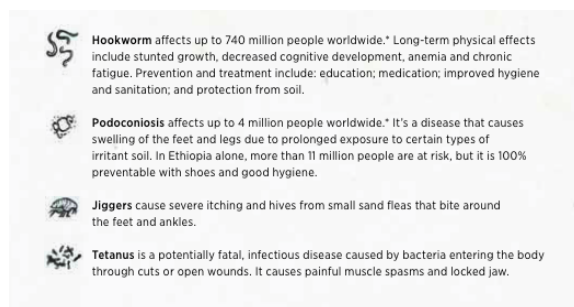 Hookworm affects up to 740 million people worldwide.* Long-term physical effects
include stunted growth, decreased cognitive development, anemia and chronic
fatigue. Prevention and treatment include: education; medication; improved hygiene
and sanitation; and protection from soil.
Podoconiosis affects up to 4 million people worldwide.* It's a disease that causes
swelling of the feet and legs due to prolonged exposure to certain types of
irritant soil. In Ethiopia alone, more than 11 million people are at risk, but it is 100%
preventable with shoes and good hygiene.
Jiggers cause severe itching and hives from small sand fleas that bite around
the feet and ankles.
Tetanus is a potentially fatal, infectious disease caused by bacteria entering the body
through cuts or open wounds. It causes painful muscle spasms and locked jaw.